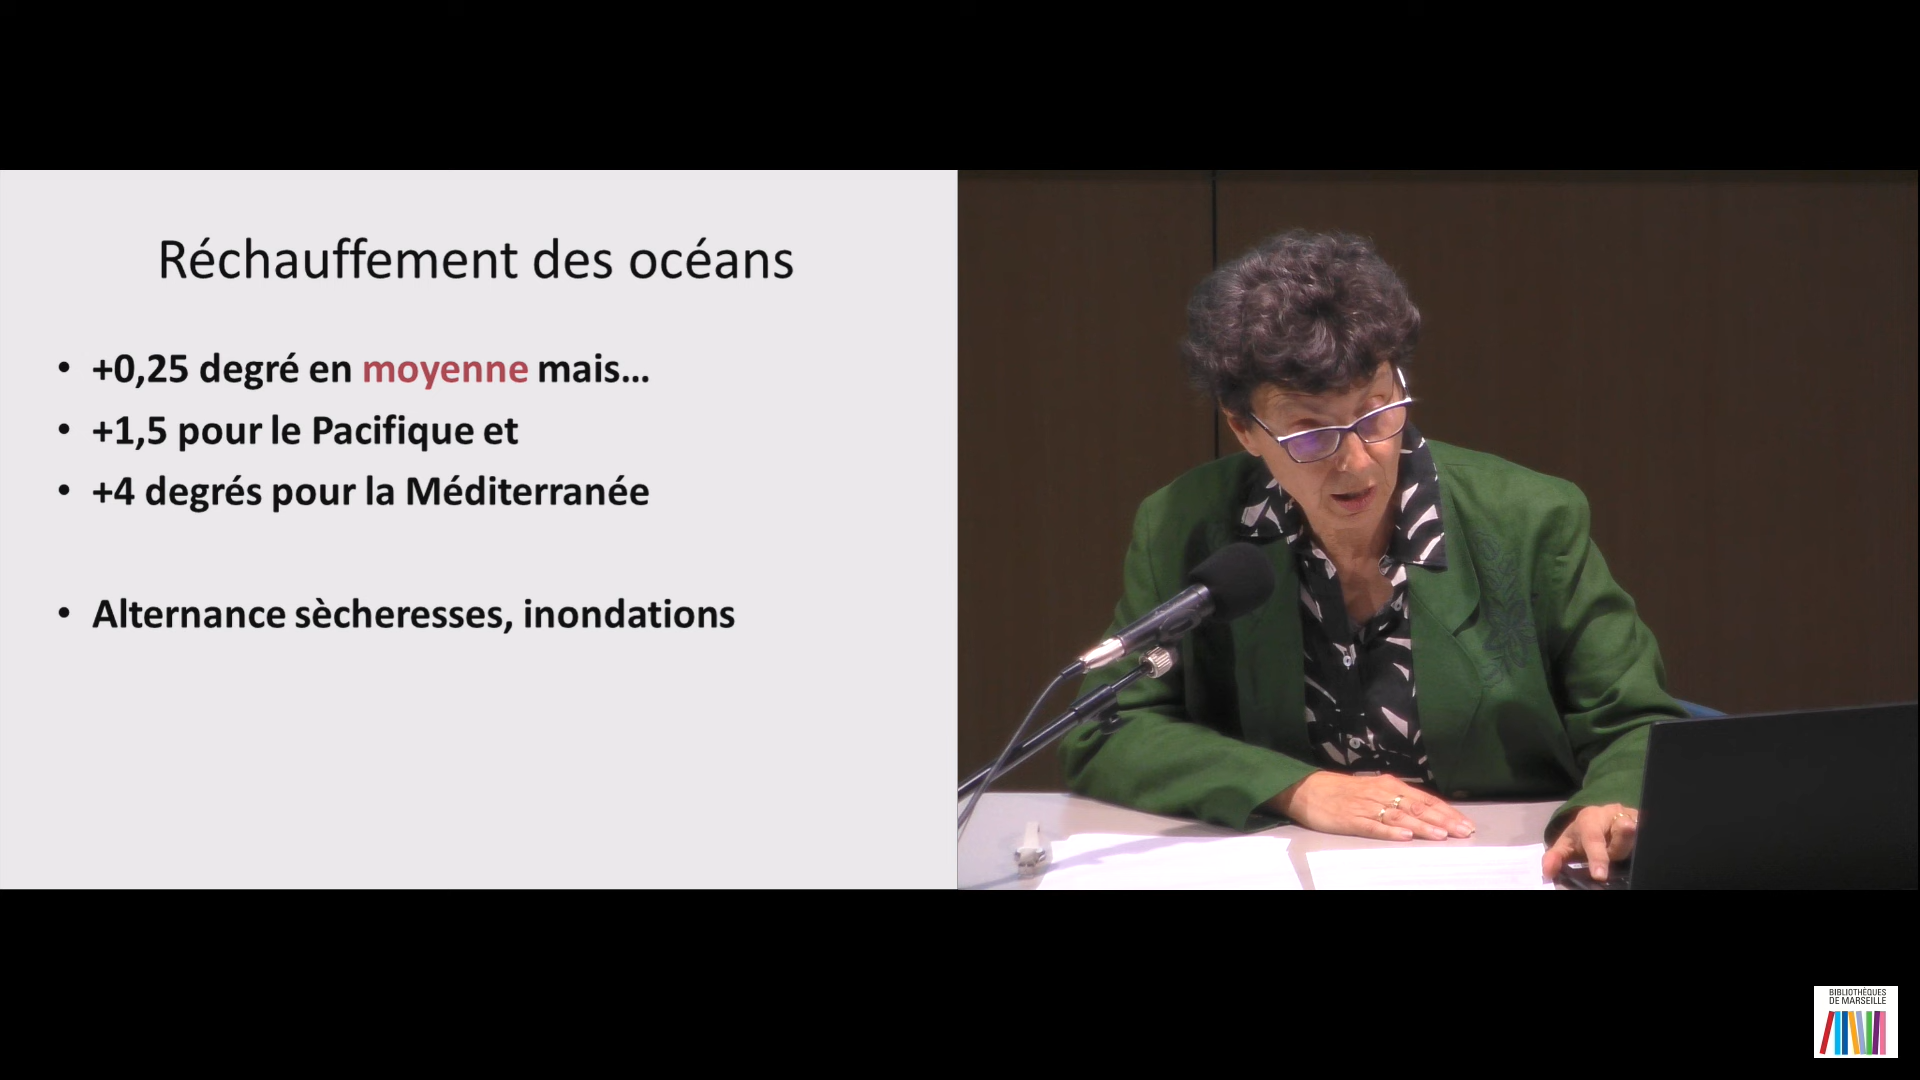 Réchauffement des océans
• +0,25 degré en moyenne mais...
• +1,5 pour le Pacifique et
• +4 degrés pour la Méditerranée
• Alternance sècheresses, inondations
BIBLIOTHÈQUES
DE MARSEILLE